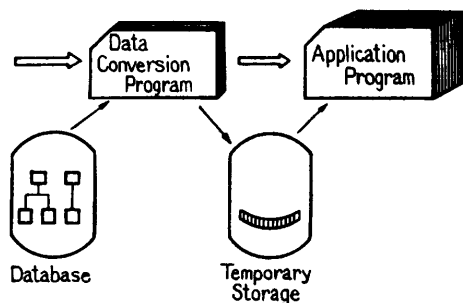 Data
Conversion
Program
Application
Program
Database
Temporary
Storage